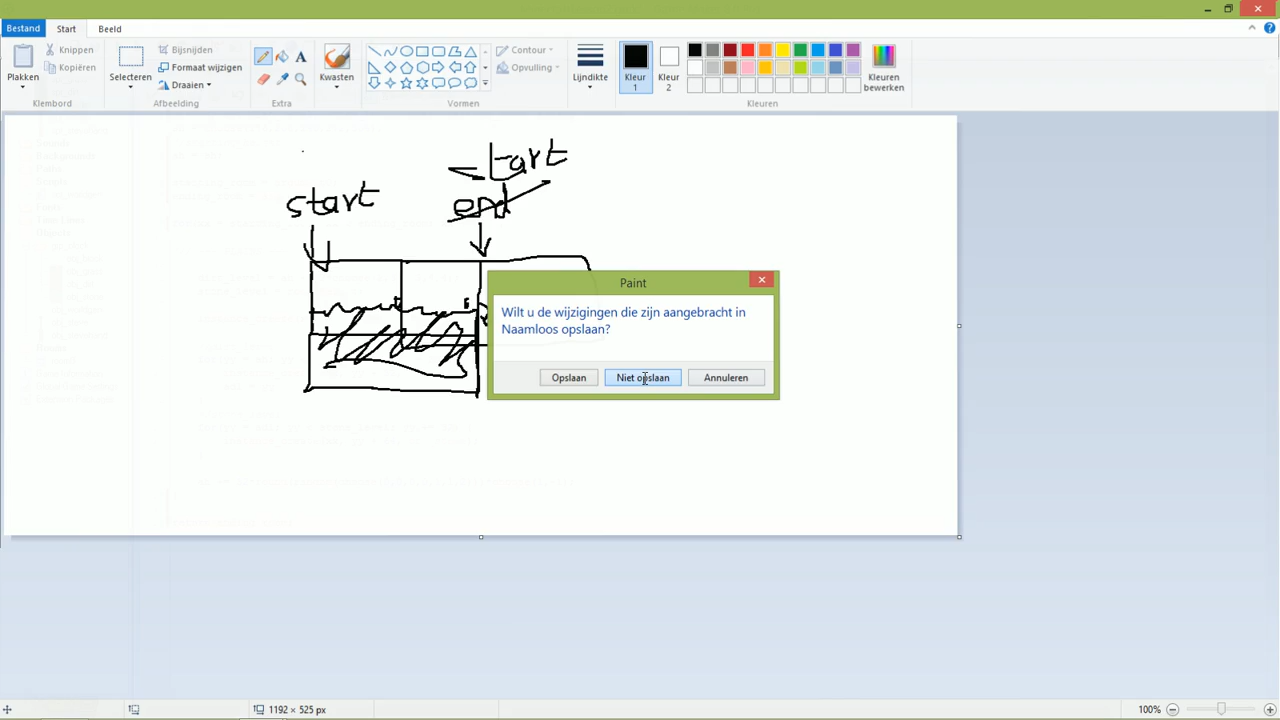 Bestand Start Beeld
Plakken
Knippen
Kopiëren
Klembord
Selecteren
Bijsnijden
Formaat wijzigen
Draaien
Afbeelding
A
Extra
Kwasten
Contour
Opvulling
Vormen
Lijndikte
Kleur
1
Kleur
2
Kleuren
bewerken
Kleuren
tart
start
end
Paint
Wilt u de wijzigingen die zijn aangebracht in
Naamloos opslaan?
Opslaan Niet opslaan Annuleren
1192 × 525 px
100%